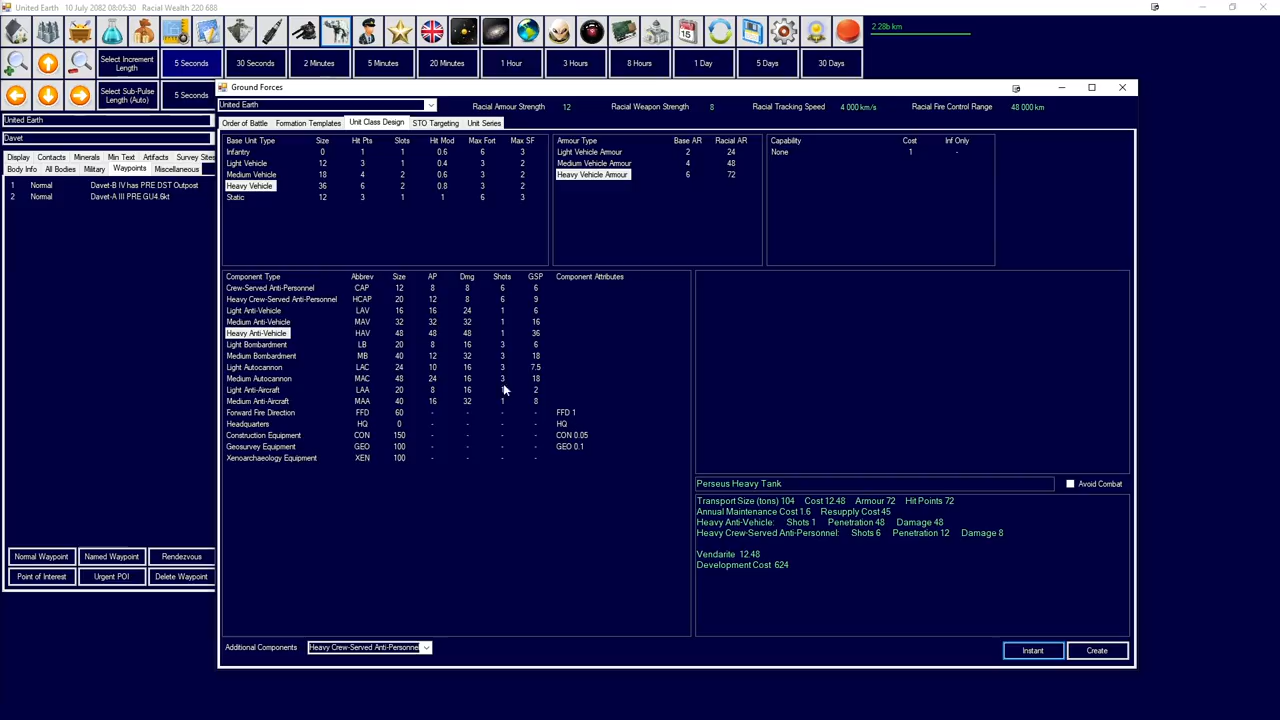 United Earth    10 July 2082 08:05:30    Racial Wealth 220 688
2.28b km
Select Increment Length    5 Seconds    30 Seconds    2 Minutes    5 Minutes    20 Minutes    1 Hour    3 Hours    8 Hours    1 Day    5 Days    30 Days
Select Sub-Pulse Length (Auto)    5 Seconds
Ground Forces
United Earth    Racial Armour Strength    12    Racial Weapon Strength    8    Racial Tracking Speed    4 000 km/s    Racial Fire Control Range    48 000 km
United Earth
Davet
Display    Contacts    Minerals    Min Text    Artifacts    Survey Sites
Body Info    All Bodies    Military    Waypoints    Miscellaneous
1    Normal    Davet-B IV has PRE DST Outpost
2    Normal    Davet-A III PRE GU4.6kt
Normal Waypoint    Named Waypoint    Rendezvous
Point of Interest    Urgent POI    Delete Waypoint
Order of Battle    Formation Templates    Unit Class Design    STO Targeting    Unit Series
Base Unit Type    Size    Hit Pts    Slots    Hit Mod    Max Fort    Max SF
Infantry    0    1    1    0.6    6    3
Light Vehicle    12    3    1    0.4    3    2
Medium Vehicle    18    4    2    0.6    3    2
Heavy Vehicle    36    6    2    0.8    3    2
Static    12    3    1    1    6    3
Armour Type    Base AR    Racial AR
Light Vehicle Armour    2    24
Medium Vehicle Armour    4    48
Heavy Vehicle Armour    6    72
Capability    Cost    Inf Only
None    1    -
Component Type    Abbrev    Size    AP    Dmg    Shots    GSP    Component Attributes
Crew-Served Anti-Personnel    CAP    12    8    8    6    6
Heavy Crew-Served Anti-Personnel    HCAP    20    12    8    6    9
Light Anti-Vehicle    LAV    16    16    24    1    6
Medium Anti-Vehicle    MAV    32    32    32    1    16
Heavy Anti-Vehicle    HAV    48    48    48    1    36
Light Bombardment    LB    20    8    16    3    6
Medium Bombardment    MB    40    12    32    3    18
Light Autocannon    LAC    24    10    16    3    7.5
Medium Autocannon    MAC    48    24    16    3    18
Light Anti-Aircraft    LAA    20    8    16    1    2
Medium Anti-Aircraft    MAA    40    16    32    1    8
Forward Fire Direction    FFD    60    -    -    -    -    FFD 1
Headquarters    HQ    0    -    -    -    -    HQ
Construction Equipment    CON    150    -    -    -    -    CON 0.05
Geosurvey Equipment    GEO    100    -    -    -    -    GEO 0.1
Xenoarchaeology Equipment    XEN    100    -    -    -    -
Perseus Heavy Tank    Avoid Combat
Transport Size (tons) 104    Cost 12.48    Armour 72    Hit Points 72
Annual Maintenance Cost 1.6    Resupply Cost 45
Heavy Anti-Vehicle:    Shots 1    Penetration 48    Damage 48
Heavy Crew-Served Anti-Personnel:    Shots 6    Penetration 12    Damage 8
Vendarite  12.48
Development Cost  624
Additional Components    Heavy Crew-Served Anti-Personne    Instant    Create